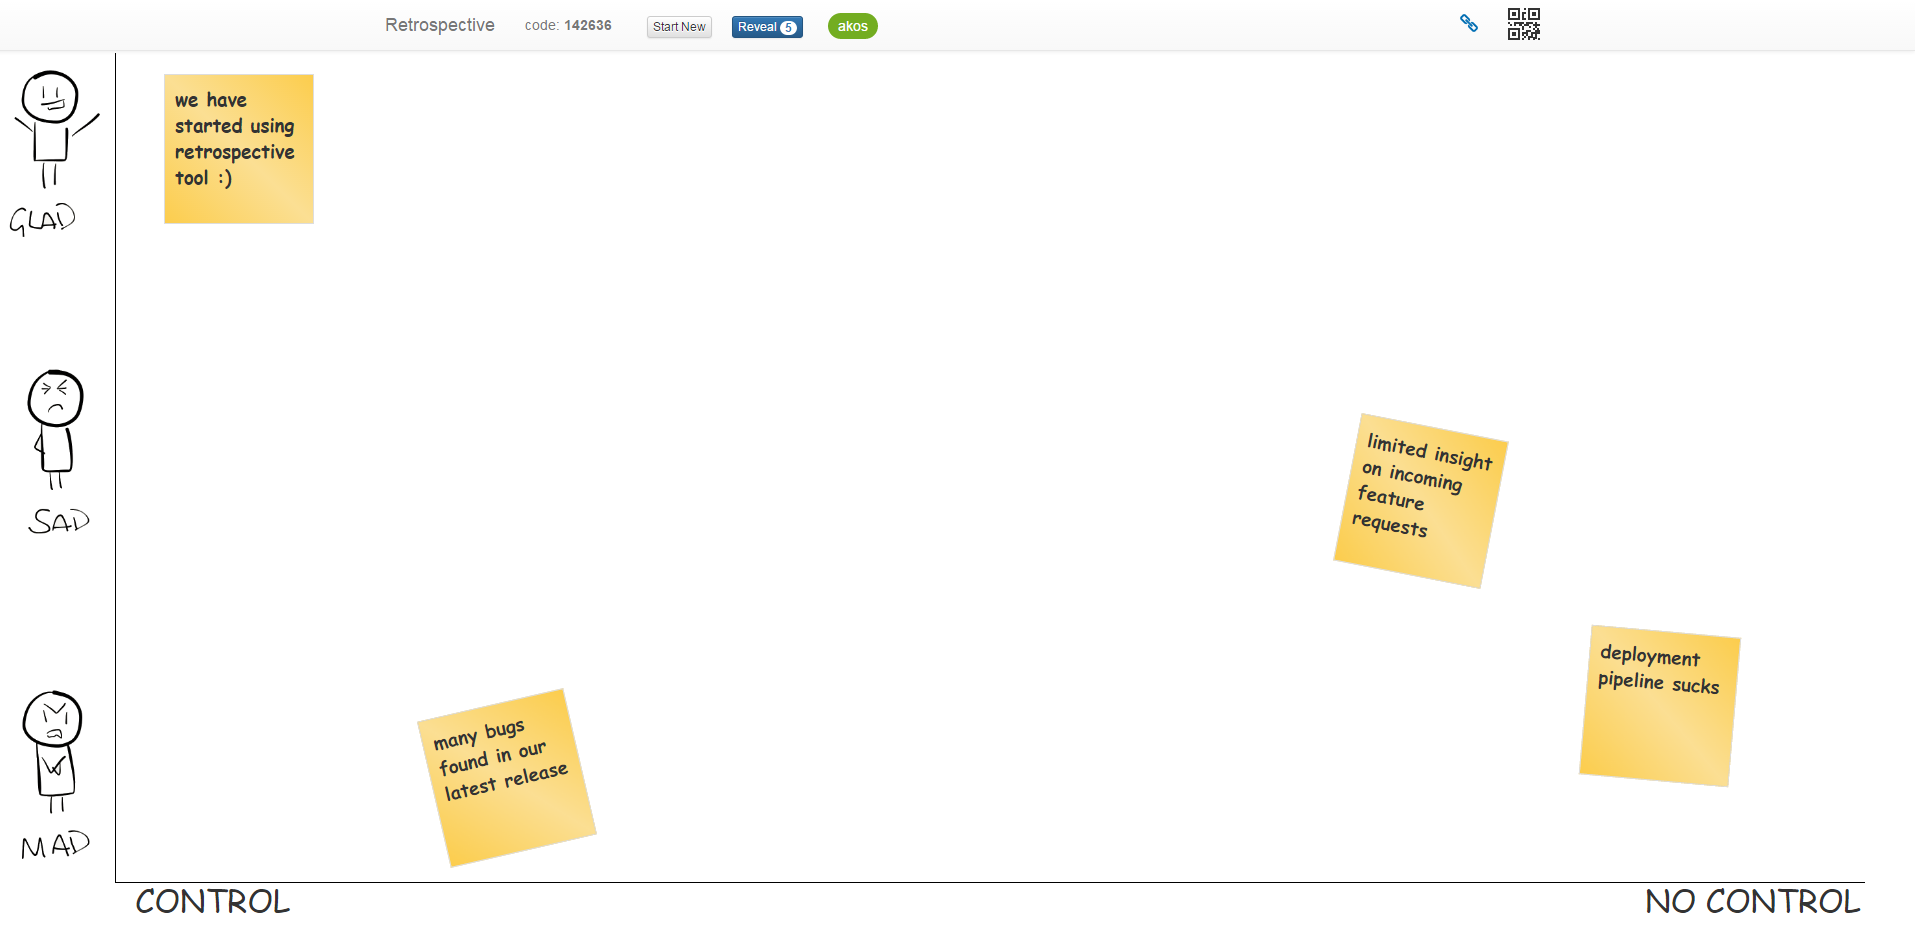 Retrospective code: 142636 Start New Reveal 5 akos
we have
started using
retrospective
tool :)
GLAD
SAD
limited insight
on incoming
feature
requests
deployment
pipeline sucks
many bugs
found in our
latest release
MAD
CONTROL NO CONTROL